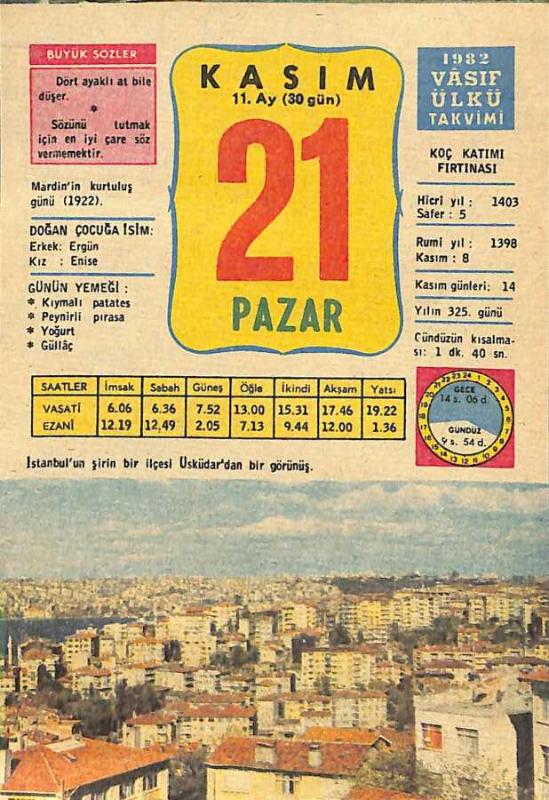 BÜYÜK SÖZLER
Dört ayaklı at bile
düşer.
*
Sözünü tutmak
için en iyi çare söz
vermemektir.
Mardin'in kurtuluş
günü (1922).
DOĞAN ÇOCUĞA İSİM:
Erkek: Ergün
Kız : Enise
GÜNÜN YEMEĞİ :
* Kıymalı patates
* Peynirli pırasa
* Yoğurt
* Güllâç
KASIM
11. Ay (30 gün)
21
PAZAR
1982
VÂSIF
ÜLKÜ
TAKVİMİ
KOÇ KATIMI
FIRTINASI
Hicri yıl : 1403
Safer : 5
Rumi yıl : 1398
Kasım : 8
Kasım günleri: 14
Yılın 325. günü
Gündüzün kısalma-
sı: 1 dk. 40 sn.
SAATLER İmsak Sabah Güneş Öğle İkindi Akşam Yatsı
VASATİ 6.06 6.36 7.52 13.00 15.31 17.46 19.22
EZANİ 12.19 12,49 2.05 7.13 9.44 12.00 1.36
GECE
14 s. 06 d.
GÜNDÜZ
9 s. 54 d.
İstanbul'un şirin bir ilçesi Üsküdar'dan bir görünüş.